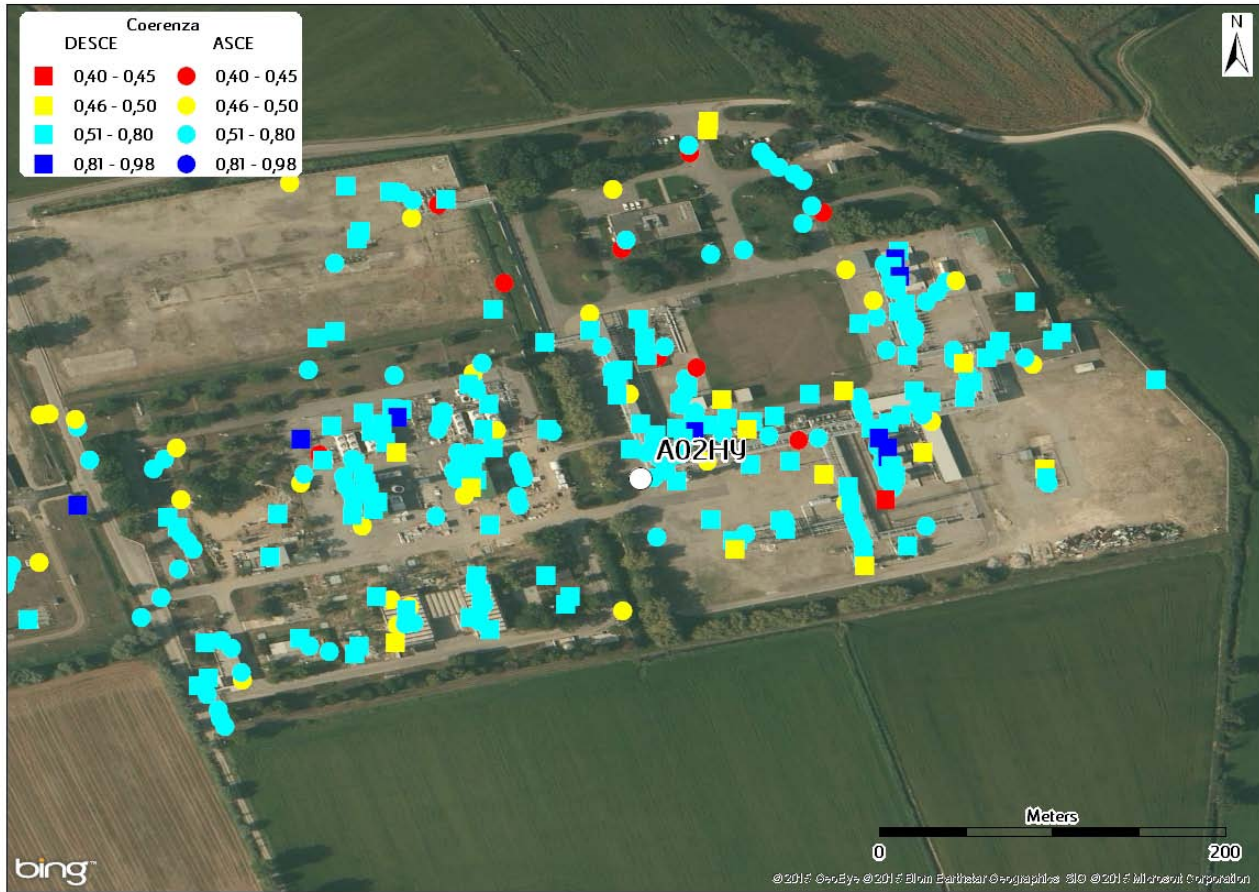 Coerenza
DESCE ASCE
0,40 - 0,45 0,40 - 0,45
0,46 - 0,50 0,46 - 0,50
0,51 - 0,80 0,51 - 0,80
0,81 - 0,98 0,81 - 0,98
N
A02HY
Meters
0 200
bing™
© 2015 GeoEye © 2015 Blom Earthstar Geographics SIO © 2015 Microsoft Corporation